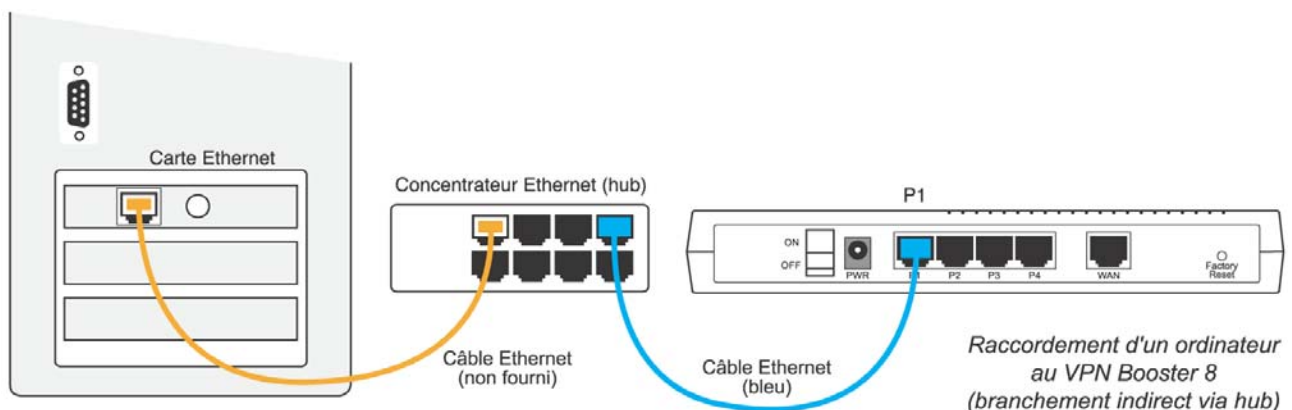 Carte Ethernet
Concentrateur Ethernet (hub)
P1
ON
OFF
PWR
P1
P2
P3
P4
WAN
Factory
Reset
Câble Ethernet
(non fourni)
Câble Ethernet
(bleu)
Raccordement d'un ordinateur
au VPN Booster 8
(branchement indirect via hub)